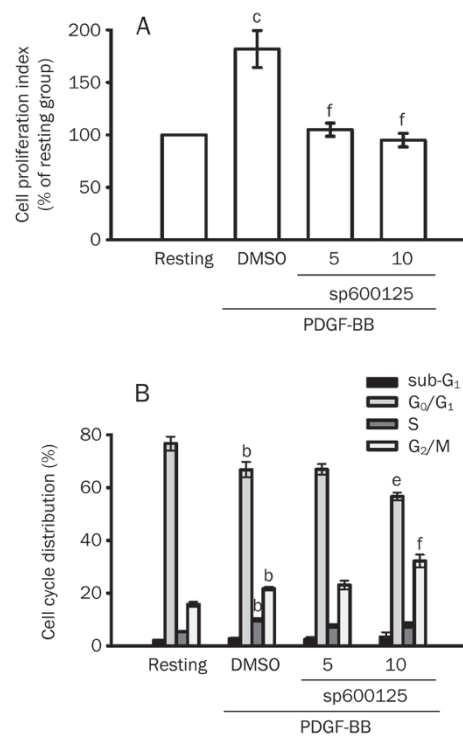 A
Cell proliferation index
(% of resting group)
200
150
100
50
0
c
f
f
Resting DMSO 5 10
sp600125
PDGF-BB
B
sub-G₁
G₀/G₁
S
G₂/M
Cell cycle distribution (%)
80
60
40
20
0
b
b
b
e
f
Resting DMSO 5 10
sp600125
PDGF-BB